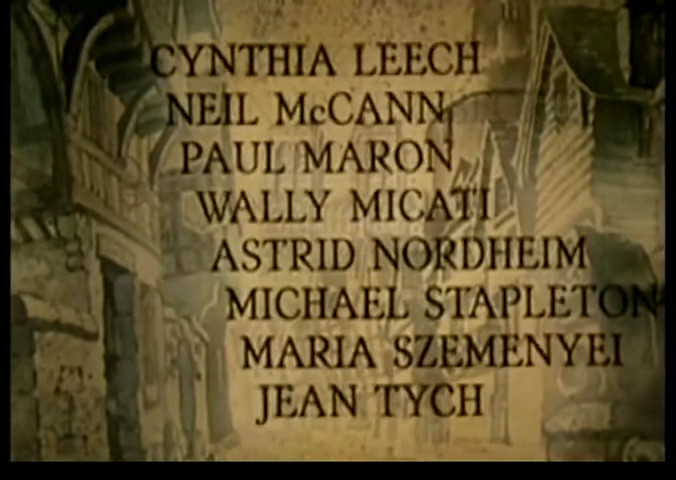 CYNTHIA LEECH
NEIL McCANN
PAUL MARON
WALLY MICATI
ASTRID NORDHEIM
MICHAEL STAPLETON
MARIA SZEMENYEI
JEAN TYCH